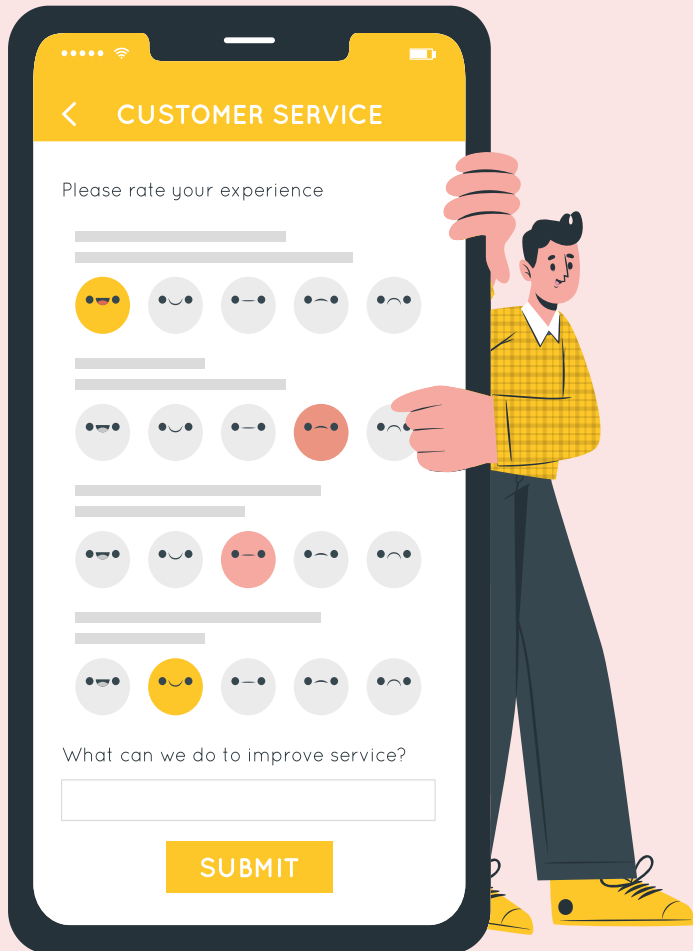 CUSTOMER SERVICE
Please rate your experience
What can we do to improve service?
SUBMIT